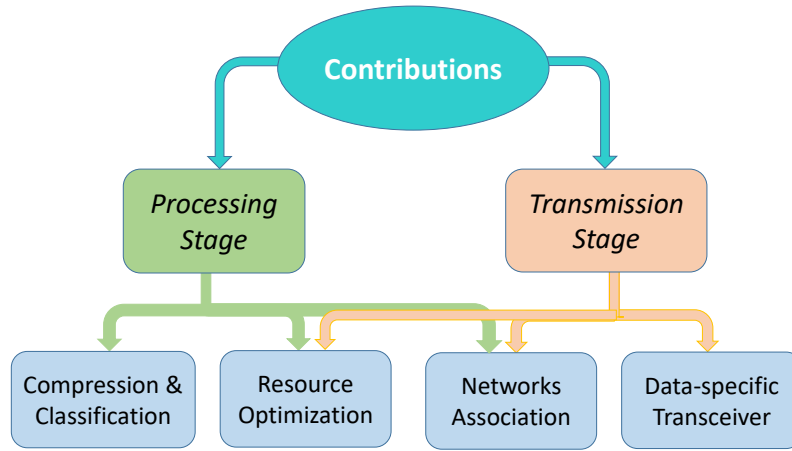 Contributions
Processing
Stage
Transmission
Stage
Compression &
Classification
Resource
Optimization
Networks
Association
Data-specific
Transceiver